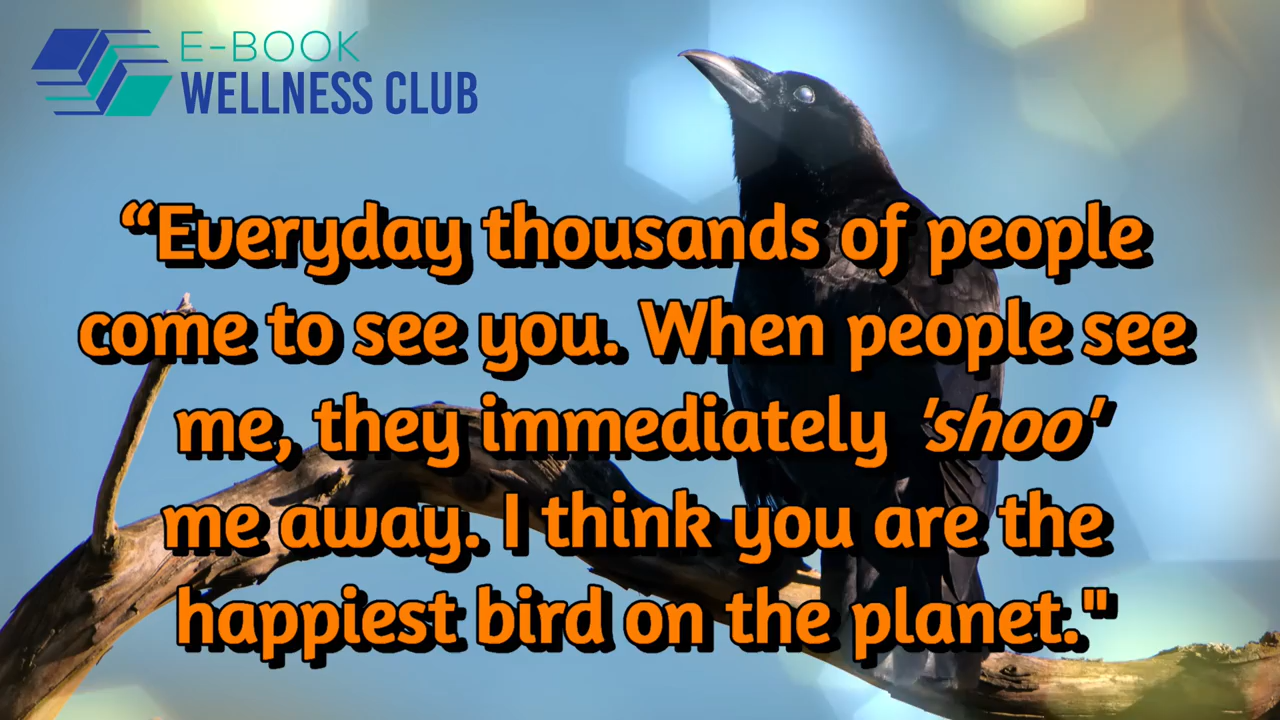 E-BOOK
WELLNESS CLUB
“Everyday thousands of people
come to see you. When people see
me, they immediately 'shoo'
me away. I think you are the
happiest bird on the planet."